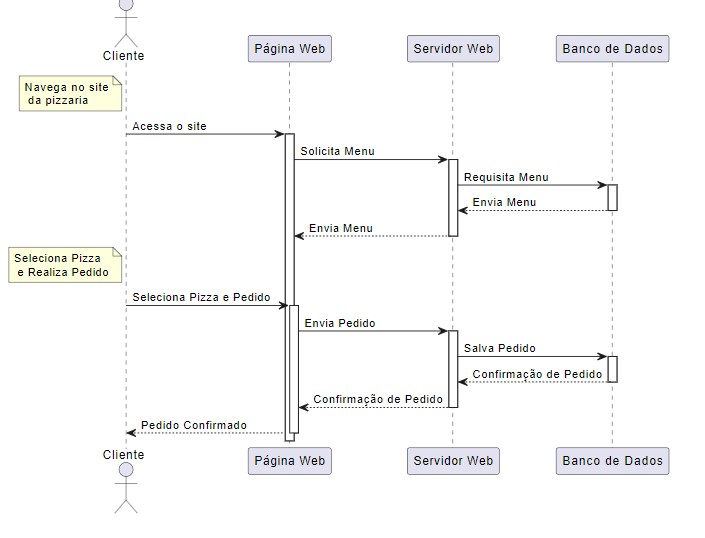 Cliente
Página Web
Servidor Web
Banco de Dados
Navega no site
da pizzaria
Acessa o site
Solicita Menu
Requisita Menu
Envia Menu
Envia Menu
Seleciona Pizza
e Realiza Pedido
Seleciona Pizza e Pedido
Envia Pedido
Salva Pedido
Confirmação de Pedido
Confirmação de Pedido
Pedido Confirmado
Cliente
Página Web
Servidor Web
Banco de Dados